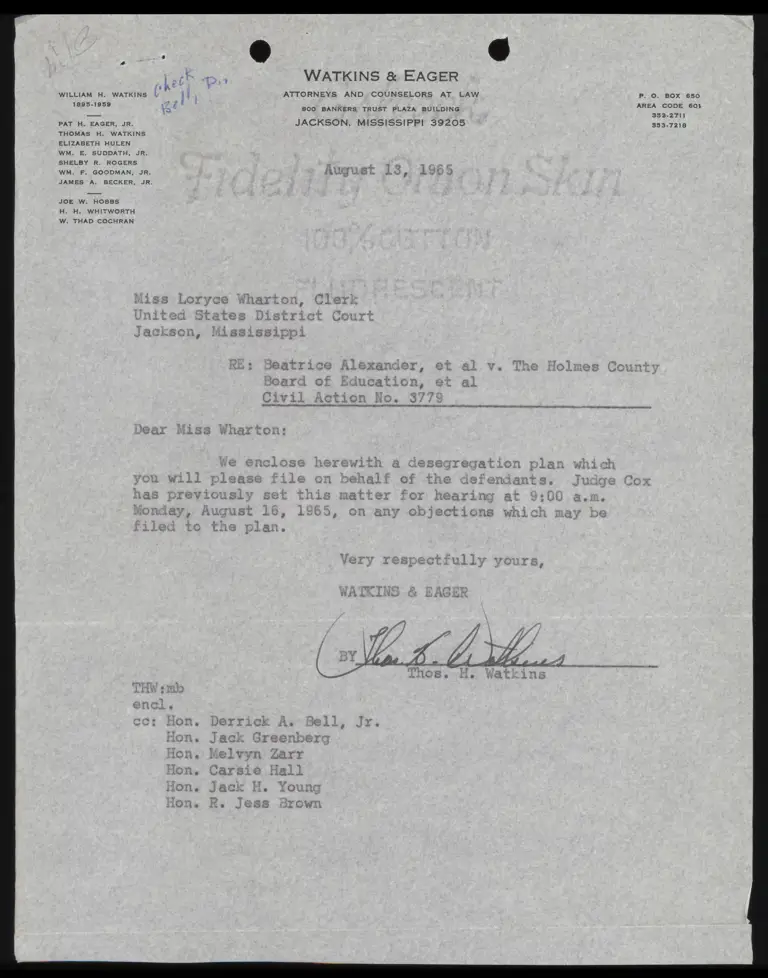 Check
Bell,
WATKINS & EAGER
ATTORNEYS AND COUNSELORS AT LAW
800 BANKERS TRUST PLAZA BUILDING
JACKSON, MISSISSIPPI 39205
WILLIAM H. WATKINS
1895-1959
PAT H. EAGER, JR.
THOMAS H. WATKINS
ELIZABETH HULEN
WM. E. SUDDATH, JR.
SHELBY R. ROGERS
WM. F. GOODMAN, JR.
JAMES A. BECKER, JR.
JOE W. HOBBS
H. H. WHITWORTH
W. THAD COCHRAN
P. O. BOX 650
AREA CODE 601
352-2711
353-7218
August 13, 1965
Fidelity Onion Skin
100% COTTON
FLUORESCENT
Miss Loryce Wharton, Clerk
United States District Court
Jackson, Mississippi
RE: Beatrice Alexander, et al v. The Holmes County
Board of Education, et al
Civil Action No. 3779
Dear Miss Wharton:
We enclose herewith a desegregation plan which
you will please file on behalf of the defendants. Judge Cox
has previously set this matter for hearing at 9:00 a.m.
Monday, August 16, 1965, on any objections which may be
filed to the plan.
Very respectfully yours,
WATKINS & EAGER
BY Thos. H. Watkins
Thos. H. Watkins
THW:mb
encl.
cc: Hon. Derrick A. Bell, Jr.
Hon. Jack Greenberg
Hon. Melvyn Zarr
Hon. Carsie Hall
Hon. Jack H. Young
Hon. R. Jess Brown